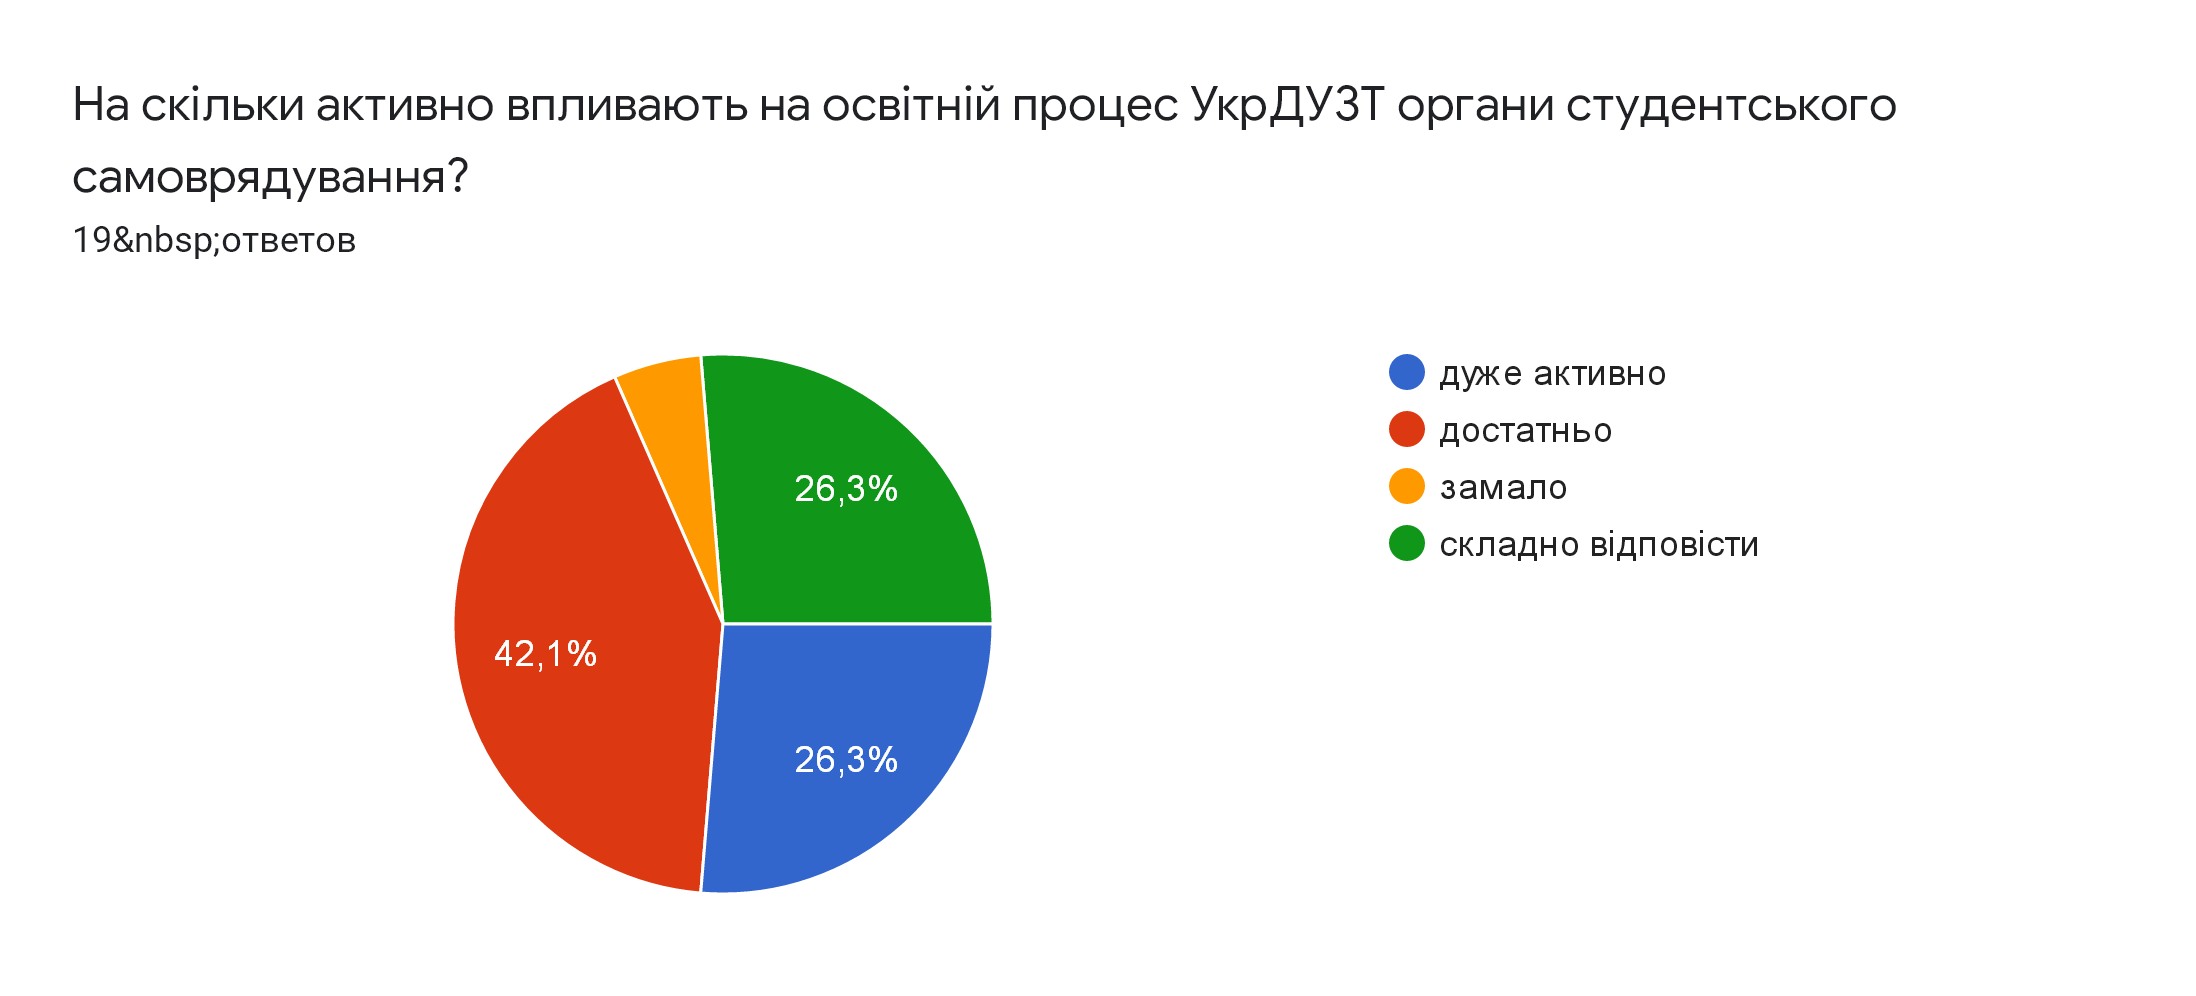 На скільки активно впливають на освітній процес УкрДУЗТ органи студентського
самоврядування?
19&nbsp;ответов
26,3%
42,1%
26,3%
дуже активно
достатньо
замало
складно відповісти